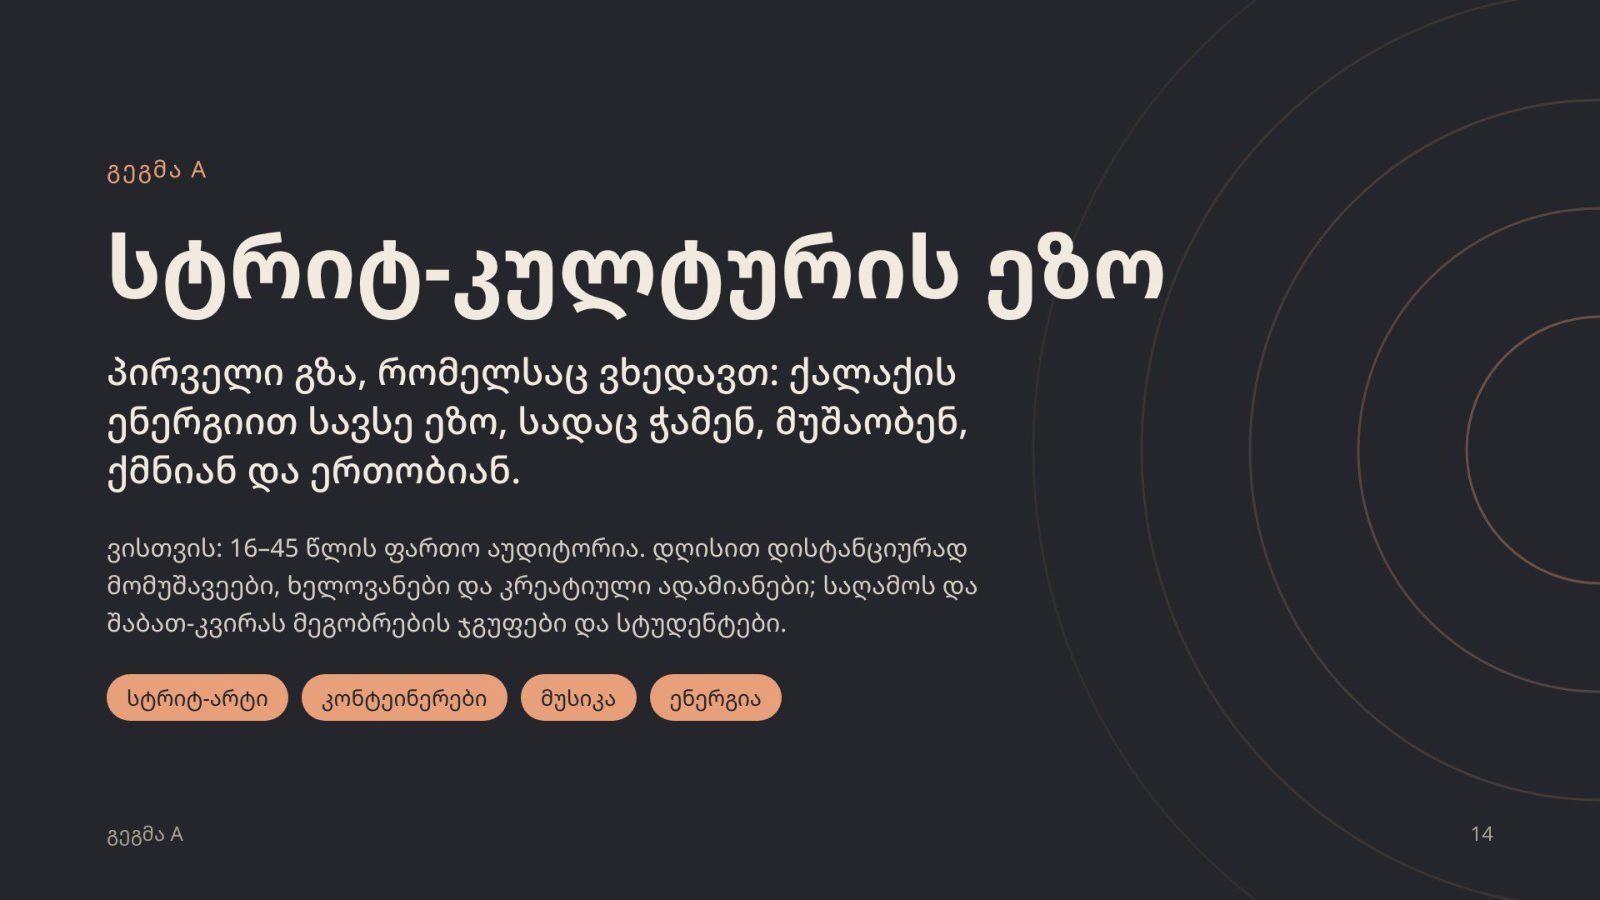 გეგმა A
სტრიტ-კულტურის ეზო
პირველი გზა, რომელსაც ვხედავთ: ქალაქის
ენერგიით სავსე ეზო, სადაც ჭამენ, მუშაობენ,
ქმნიან და ერთობიან.
ვისთვის: 16–45 წლის ფართო აუდიტორია. დღისით დისტანციურად
მომუშავეები, ხელოვანები და კრეატიული ადამიანები; საღამოს და
შაბათ-კვირას მეგობრების ჯგუფები და სტუდენტები.
სტრიტ-არტი კონტეინერები მუსიკა ენერგია
გეგმა A 14